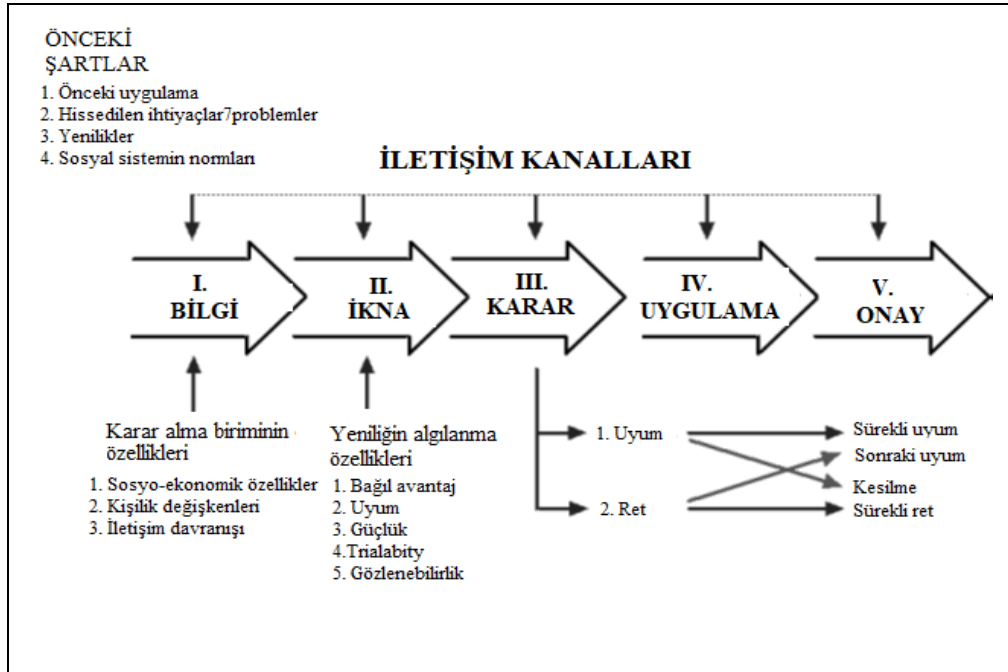 ÖNCEKİ
ŞARTLAR
1. Önceki uygulama
2. Hissedilen ihtiyaçlar7problemler
3. Yenilikler
4. Sosyal sistemin normları
İLETİŞİM KANALLARI
I.
BİLGİ
II.
İKNA
III.
KARAR
IV.
UYGULAMA
V.
ONAY
Karar alma biriminin
özellikleri
1. Sosyo-ekonomik özellikler
2. Kişilik değişkenleri
3. İletişim davranışı
Yeniliğin algılanma
özellikleri
1. Bağıl avantaj
2. Uyum
3. Güçlük
4.Trialabity
5. Gözlenebilirlik
1. Uyum
2. Ret
Sürekli uyum
Sonraki uyum
Kesilme
Sürekli ret